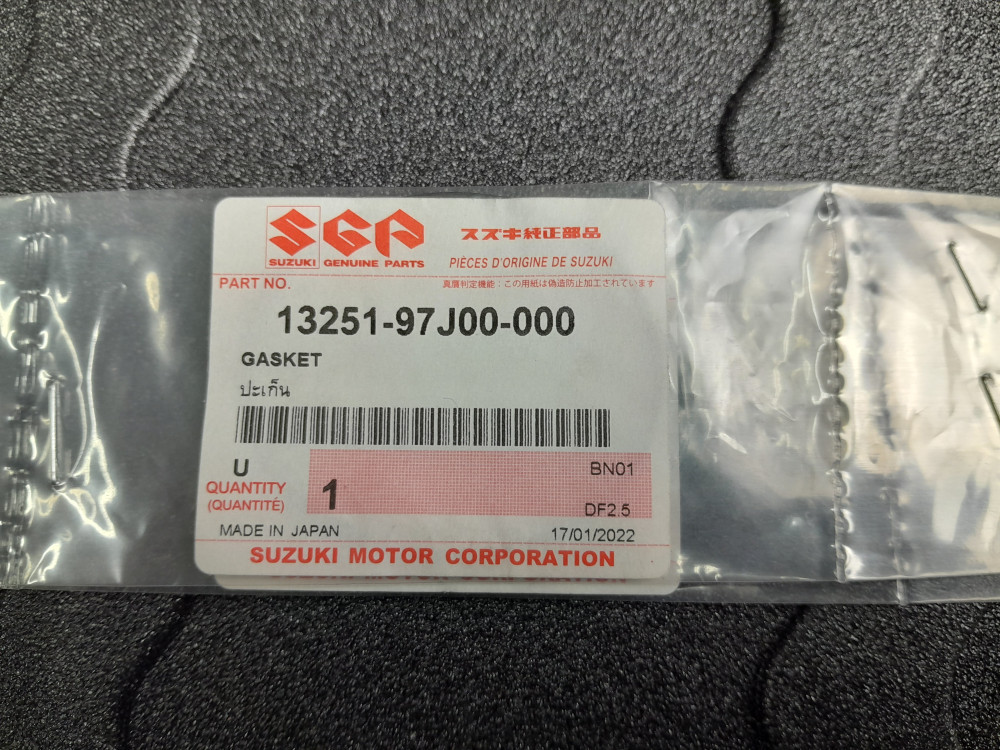 SGP
スズキ純正部品
SUZUKI GENUINE PARTS
PIÈCES D'ORIGINE DE SUZUKI
PART NO.
真贋判定機能：この用紙は偽造防止加工されています
13251-97J00-000
GASKET
ปะเก็น
U
BN01
QUANTITY
(QUANTITÉ)
1
DF2.5
MADE IN JAPAN
17/01/2022
SUZUKI MOTOR CORPORATION